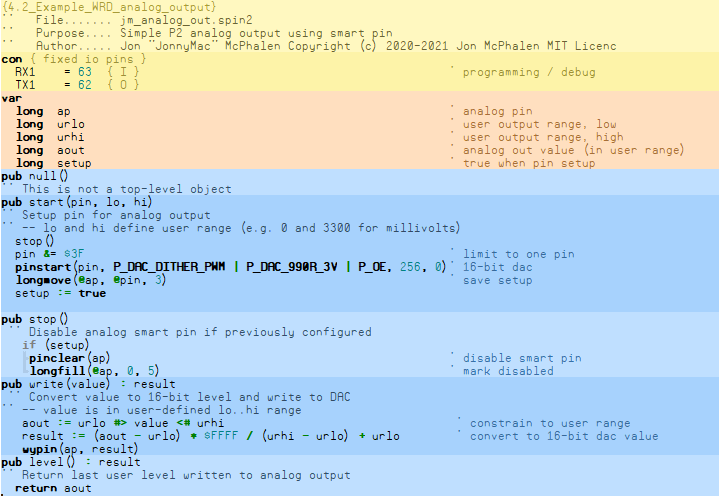 {4.2_Example_WRD_analog_output}
''   File....... jm_analog_out.spin2
''   Purpose.... Simple P2 analog output using smart pin
''   Author..... Jon "JonnyMac" McPhalen Copyright (c) 2020-2021 Jon McPhalen MIT Licenc
con { fixed io pins }
RX1    = 63  { I }    ' programming / debug
TX1    = 62  { O }
var
long  ap    ' analog pin
long  urlo    ' user output range, low
long  urhi    ' user output range, high
long  aout    ' analog out value (in user range)
long  setup    ' true when pin setup
pub null()
'' This is not a top-level object
pub start(pin, lo, hi)
'' Setup pin for analog output
'' -- lo and hi define user range (e.g. 0 and 3300 for millivolts)
stop()
pin &= $3F    ' limit to one pin
pinstart(pin, P_DAC_DITHER_PWM | P_DAC_990R_3V | P_OE, 256, 0) ' 16-bit dac
longmove(@ap, @pin, 3)    ' save setup
setup := true
pub stop()
'' Disable analog smart pin if previously configured
if (setup)
pinclear(ap)    ' disable smart pin
longfill(@ap, 0, 5)    ' mark disabled
pub write(value) : result
'' Convert value to 16-bit level and write to DAC
'' -- value is in user-defined lo..hi range
aout := urlo #> value <# urhi    ' constrain to user range
result := (aout - urlo) * $FFFF / (urhi - urlo) + urlo    ' convert to 16-bit dac value
wypin(ap, result)
pub level() : result
'' Return last user level written to analog output
return aout